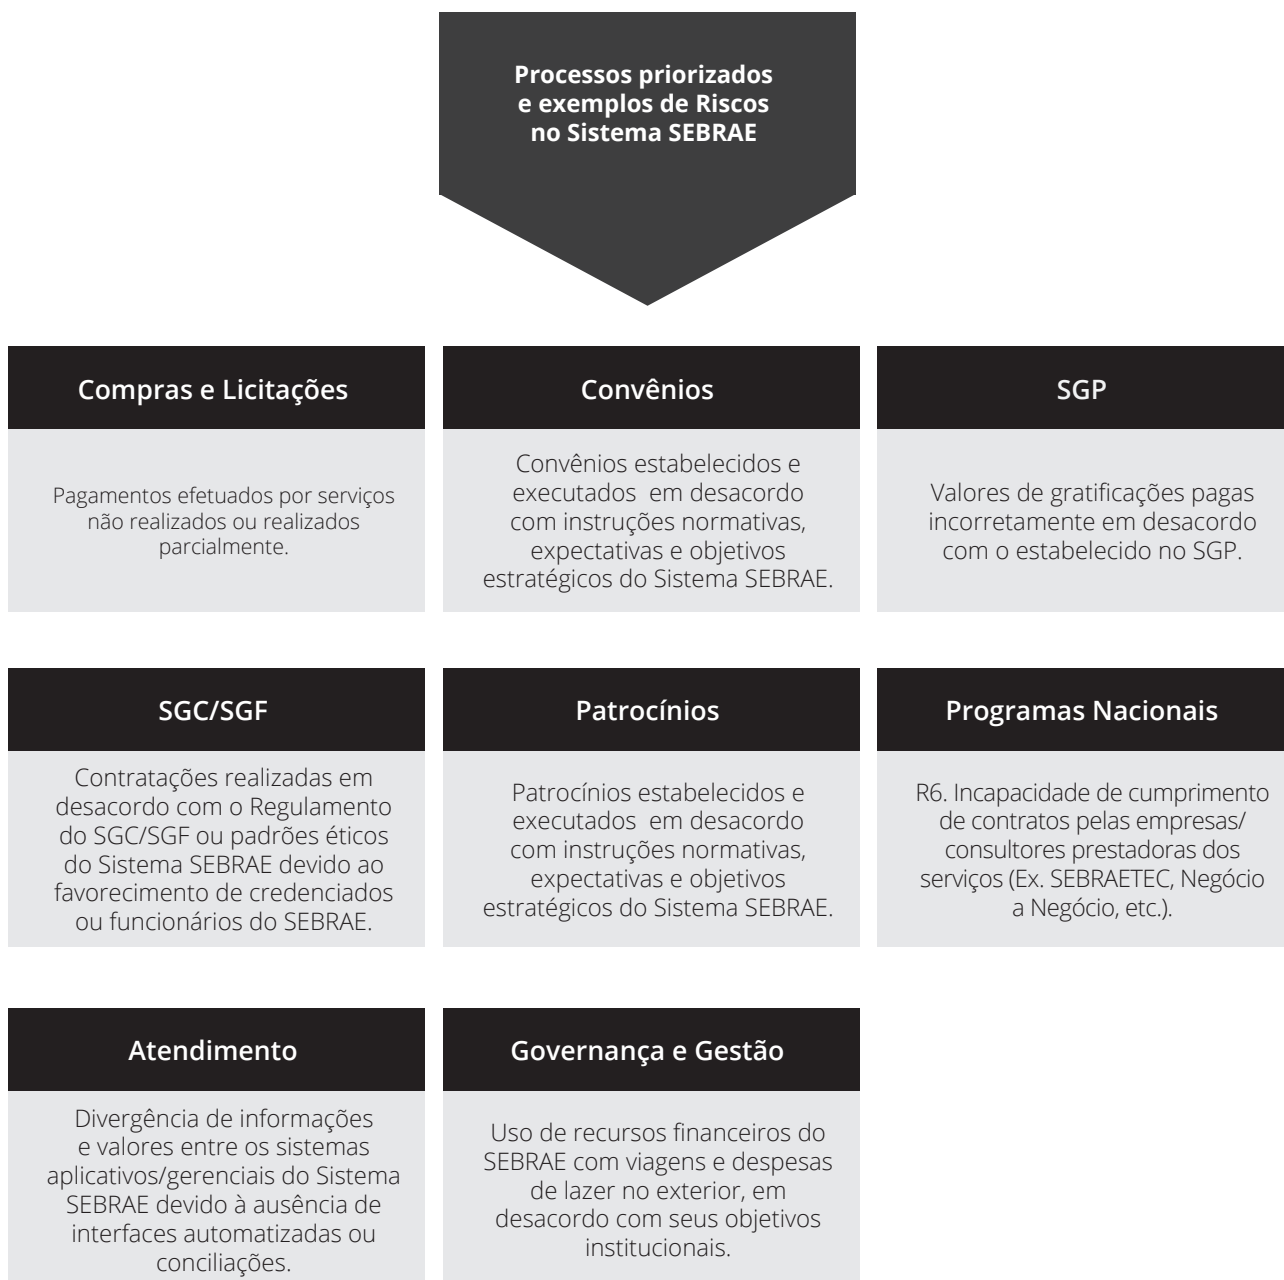 Processos priorizados
e exemplos de Riscos
no Sistema SEBRAE
Compras e Licitações
Pagamentos efetuados por serviços
não realizados ou realizados
parcialmente.
Convênios
Convênios estabelecidos e
executados em desacordo
com instruções normativas,
expectativas e objetivos
estratégicos do Sistema SEBRAE.
SGP
Valores de gratificações pagas
incorretamente em desacordo
com o estabelecido no SGP.
SGC/SGF
Contratações realizadas em
desacordo com o Regulamento
do SGC/SGF ou padrões éticos
do Sistema SEBRAE devido ao
favorecimento de credenciados
ou funcionários do SEBRAE.
Patrocínios
Patrocínios estabelecidos e
executados em desacordo
com instruções normativas,
expectativas e objetivos
estratégicos do Sistema SEBRAE.
Programas Nacionais
R6. Incapacidade de cumprimento
de contratos pelas empresas/
consultores prestadoras dos
serviços (Ex. SEBRAETEC, Negócio
a Negócio, etc.).
Atendimento
Divergência de informações
e valores entre os sistemas
aplicativos/gerenciais do Sistema
SEBRAE devido à ausência de
interfaces automatizadas ou
conciliações.
Governança e Gestão
Uso de recursos financeiros do
SEBRAE com viagens e despesas
de lazer no exterior, em
desacordo com seus objetivos
institucionais.